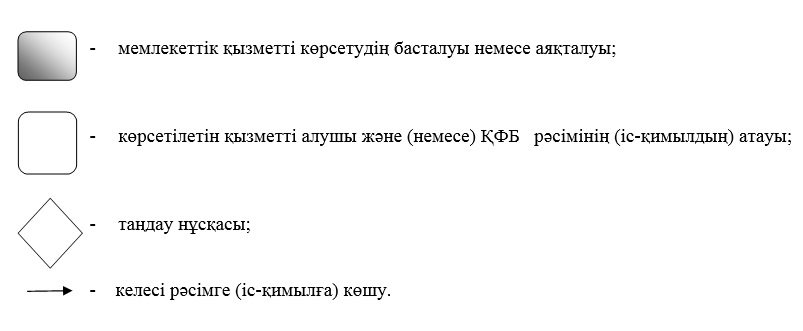 - мемлекеттік қызметті көрсетудің басталуы немесе аяқталуы;
- көрсетілетін қызметті алушы және (немесе) ҚФБ рәсімінің (іс-қимылдың) атауы;
- таңдау нұсқасы;
- келесі рәсімге (іс-қимылға) көшу.